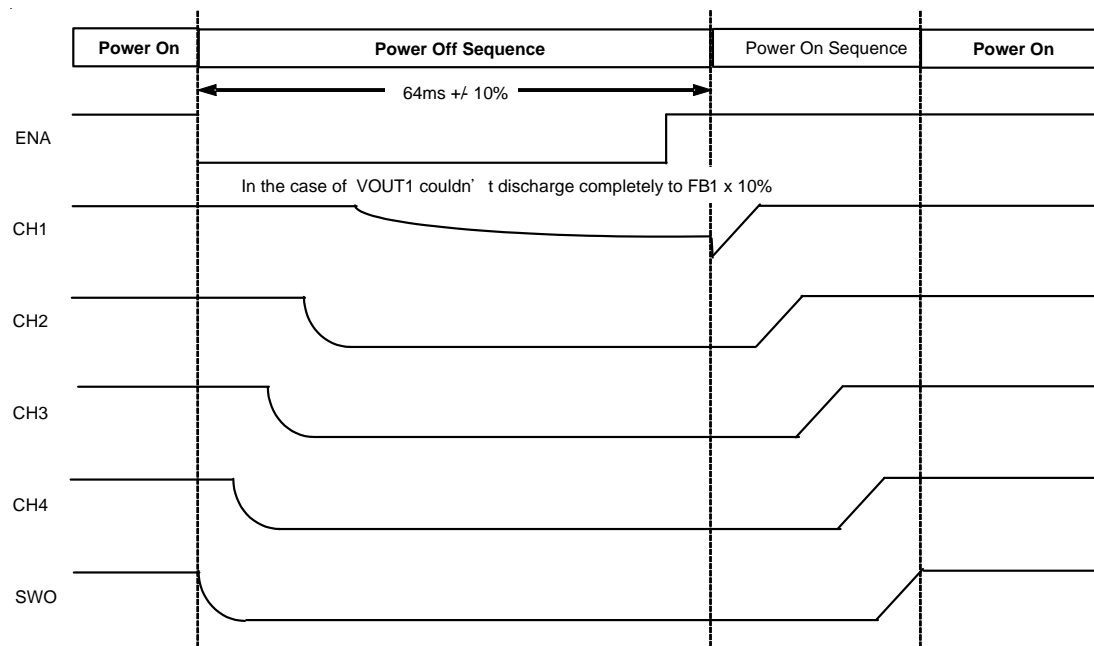 Power On Power Off Sequence Power On Sequence Power On
64ms +/- 10%
ENA
In the case of VOUT1 couldn' t discharge completely to FB1 x 10%
CH1
CH2
CH3
CH4
SWO